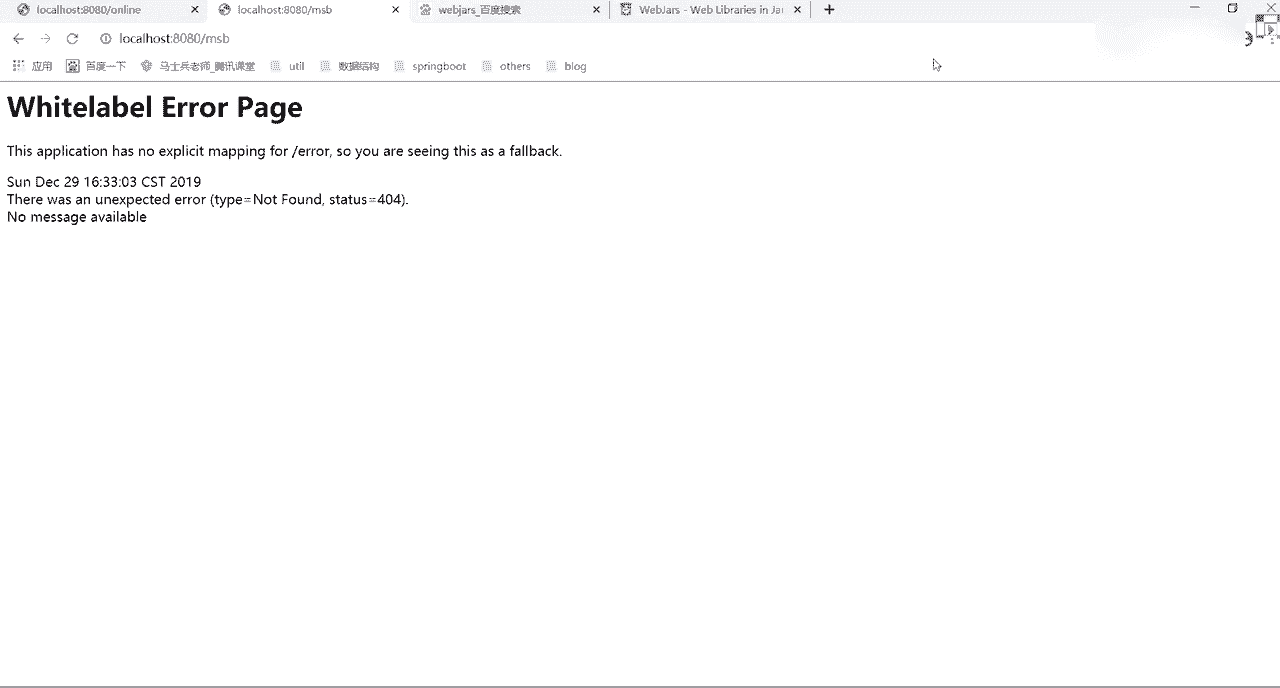 localhost:8080/online
localhost:8080/msb
webjars_百度搜索
WebJars - Web Libraries in Jar
localhost:8080/msb
应用
百度一下
马士兵老师_腾讯课堂
util
数据结构
springboot
others
blog
Whitelabel Error Page
This application has no explicit mapping for /error, so you are seeing this as a fallback.
Sun Dec 29 16:33:03 CST 2019
There was an unexpected error (type=Not Found, status=404).
No message available